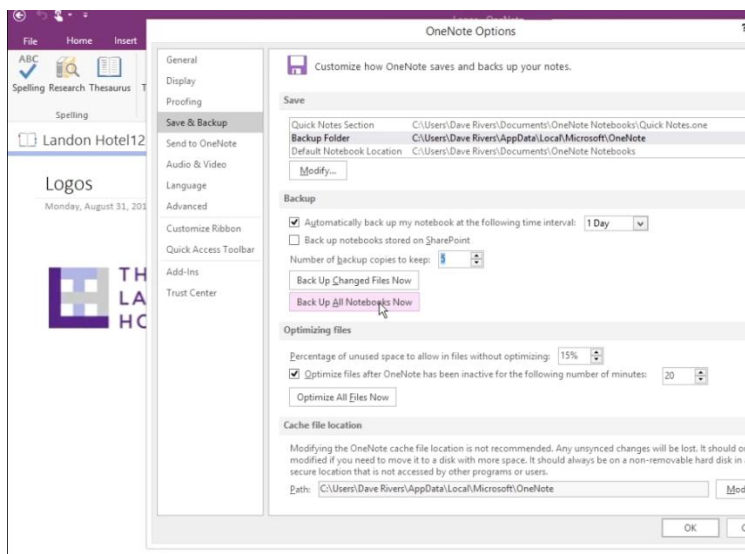 OneNote Options
File Home Insert
General
Display
Proofing
Save & Backup
Send to OneNote
Audio & Video
Language
Advanced
Customize Ribbon
Quick Access Toolbar
Add-Ins
Trust Center
ABC
Spelling Research Thesaurus
Spelling
Landon Hotel12
Logos
Monday, August 31, 201
TH
LA
HO
Customize how OneNote saves and backs up your notes.
Save
Quick Notes Section C:\Users\Dave Rivers\Documents\OneNote Notebooks\Quick Notes.one
Backup Folder C:\Users\Dave Rivers\AppData\Local\Microsoft\OneNote
Default Notebook Location C:\Users\Dave Rivers\Documents\OneNote Notebooks
Modify...
Backup
Automatically back up my notebook at the following time interval: 1 Day
Back up notebooks stored on SharePoint
Number of backup copies to keep: 5
Back Up Changed Files Now
Back Up All Notebooks Now
Optimizing files
Percentage of unused space to allow in files without optimizing: 15%
Optimize files after OneNote has been inactive for the following number of minutes: 20
Optimize All Files Now
Cache file location
Modifying the OneNote cache file location is not recommended. Any unsynced changes will be lost. It should o
modified if you need to move it to a disk with more space. It should always be on a non-removable hard disk in
secure location that is not accessed by other programs or users.
Path: C:\Users\Dave Rivers\AppData\Local\Microsoft\OneNote Mod
OK